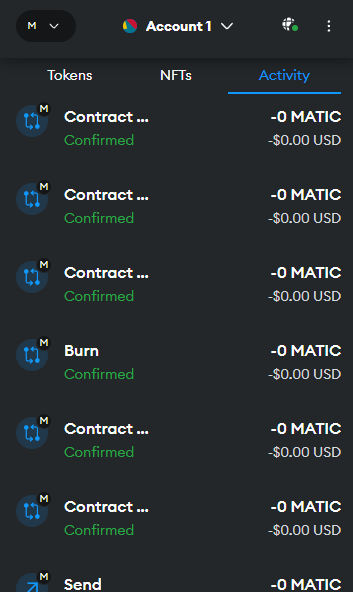 M
Account 1
Tokens NFTs Activity
M
Contract ... -0 MATIC
Confirmed -$0.00 USD
M
Contract ... -0 MATIC
Confirmed -$0.00 USD
M
Contract ... -0 MATIC
Confirmed -$0.00 USD
M
Burn -0 MATIC
Confirmed -$0.00 USD
M
Contract ... -0 MATIC
Confirmed -$0.00 USD
M
Contract ... -0 MATIC
Confirmed -$0.00 USD
M
Send -0 MATIC